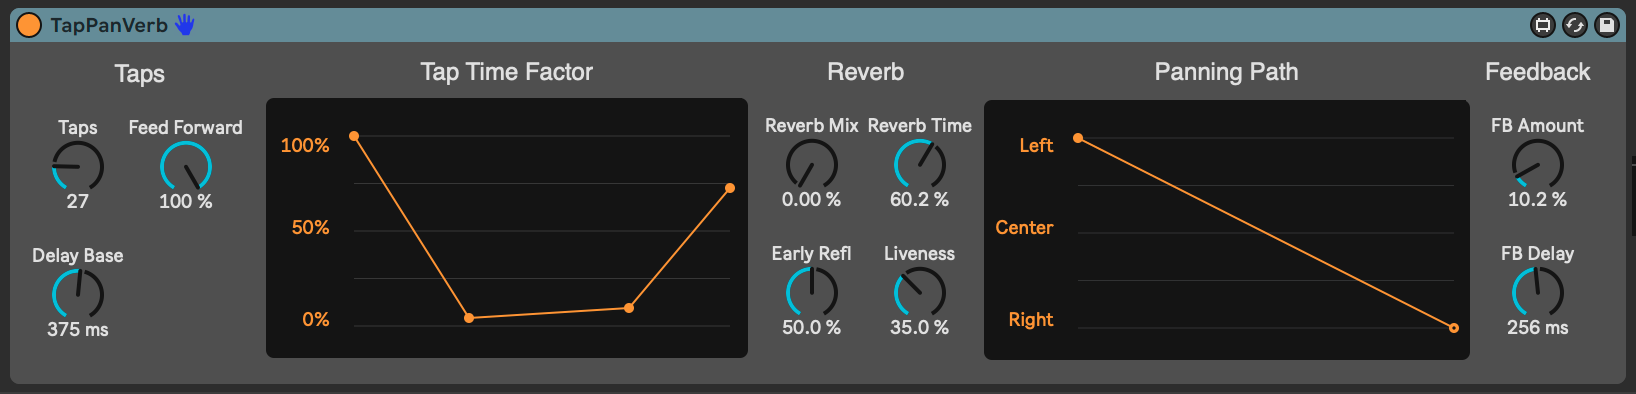 TapPanVerb
Taps
Taps
Feed Forward
27
100 %
Delay Base
375 ms
Tap Time Factor
100%
50%
0%
Reverb
Reverb Mix
Reverb Time
0.00 %
60.2 %
Early Refl
Liveness
50.0 %
35.0 %
Panning Path
Left
Center
Right
Feedback
FB Amount
10.2 %
FB Delay
256 ms